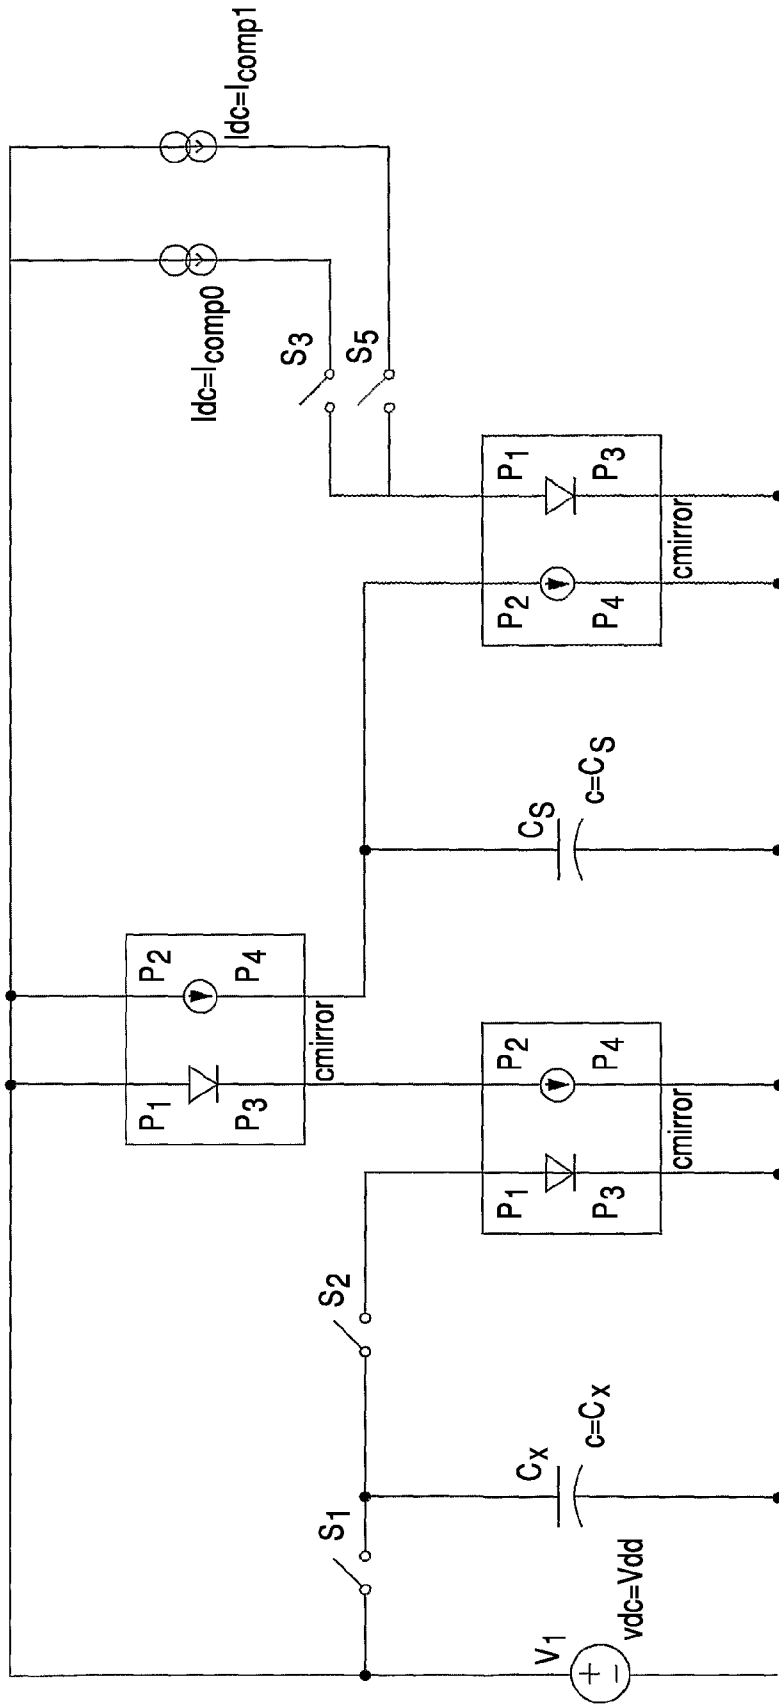 Idc=Icomp1
Idc=Icomp0
S3
S5
P1
P3
P2
P4
cmirror
CS
c=CS
P2
P4
P1
P3
cmirror
P2
P4
P1
P3
cmirror
S2
S1
CX
c=CX
V1
+
−
vdc=Vdd